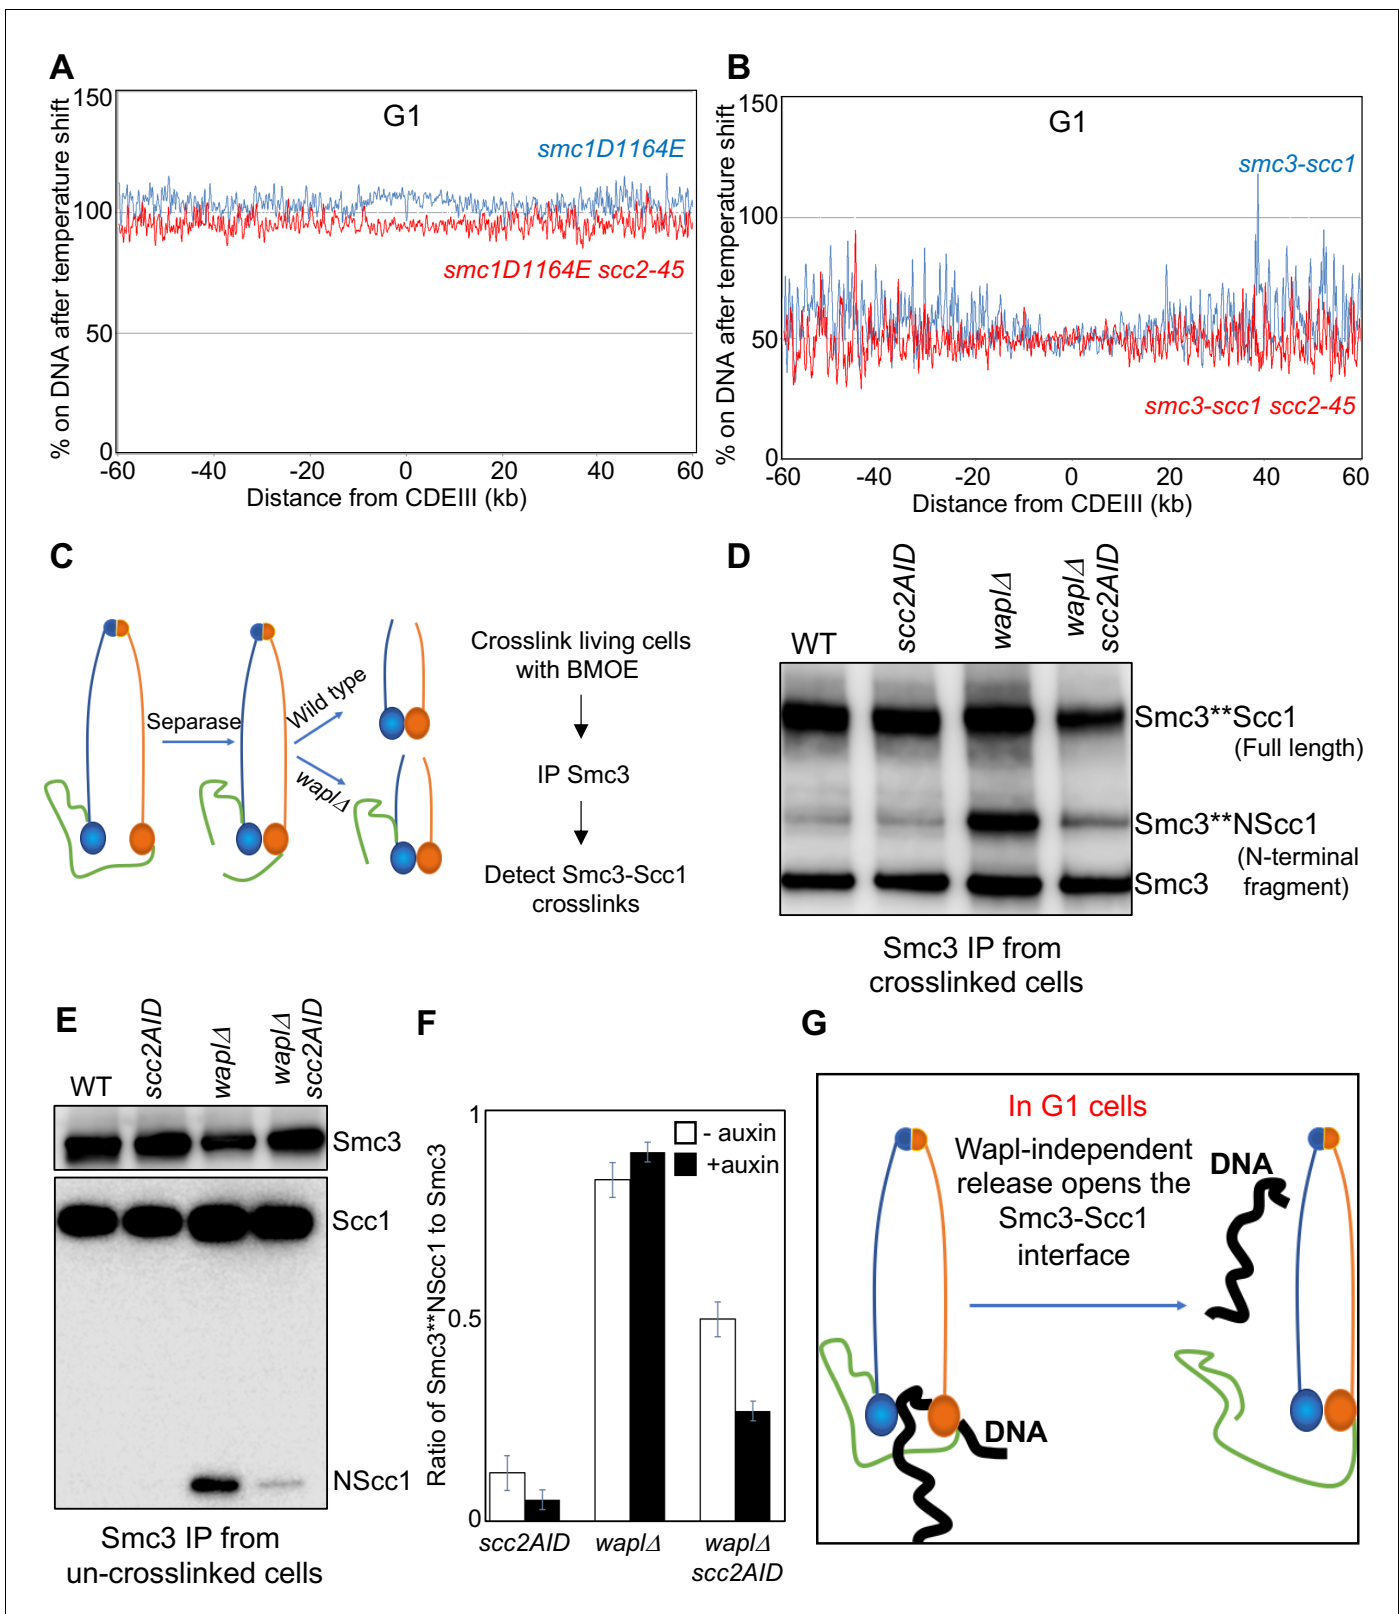 A
% on DNA after temperature shift
150
100
50
0
G1
smc1D1164E
smc1D1164E scc2-45
-60 -40 -20 0 20 40 60
Distance from CDEIII (kb)
B
% on DNA after temperature shift
150
100
50
0
G1
smc3-scc1
smc3-scc1 scc2-45
-60 -40 -20 0 20 40 60
Distance from CDEIII (kb)
C
Separase
Wild type
waplΔ
Crosslink living cells
with BMOE
IP Smc3
Detect Smc3-Scc1
crosslinks
D
WT
scc2AID
waplΔ
waplΔ
scc2AID
Smc3**Scc1
(Full length)
Smc3**NScc1
(N-terminal
fragment)
Smc3
Smc3 IP from
crosslinked cells
E
WT
scc2AID
waplΔ
waplΔ
scc2AID
Smc3
Scc1
NScc1
Smc3 IP from
un-crosslinked cells
F
Ratio of Smc3**NScc1 to Smc3
1
0.5
0
- auxin
+auxin
scc2AID
waplΔ
waplΔ
scc2AID
G
In G1 cells
Wapl-independent
release opens the
Smc3-Scc1
interface
DNA
DNA